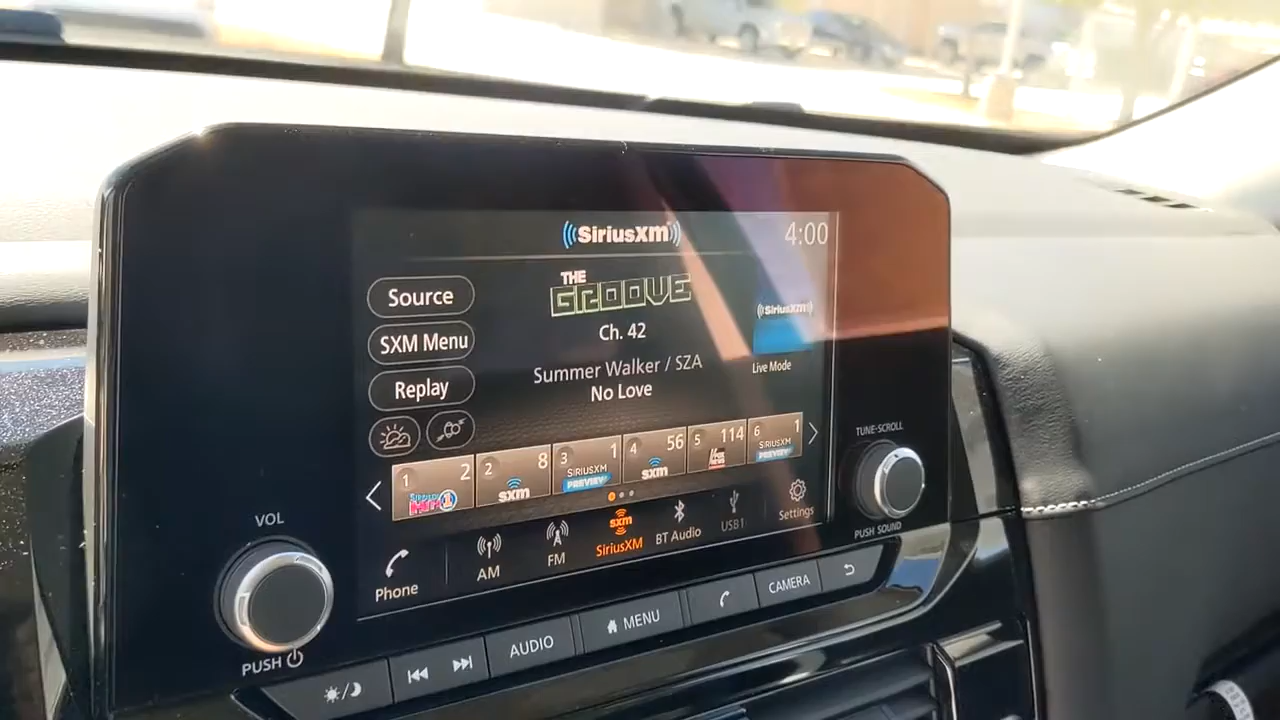 SiriusXM
4:00
Source
SXM Menu
Replay
THE
GROOVE
Ch. 42
Summer Walker / SZA
No Love
SiriusXM
Live Mode
1 2
2 8
sxm
3 1
SIRIUSXM
PREVIEW
4 56
sxm
5 114
6 1
SIRIUSXM
PREVIEW
Phone
AM
FM
sxm
SiriusXM
BT Audio
USB1
Settings
VOL
PUSH
TUNE-SCROLL
PUSH SOUND
AUDIO
MENU
CAMERA